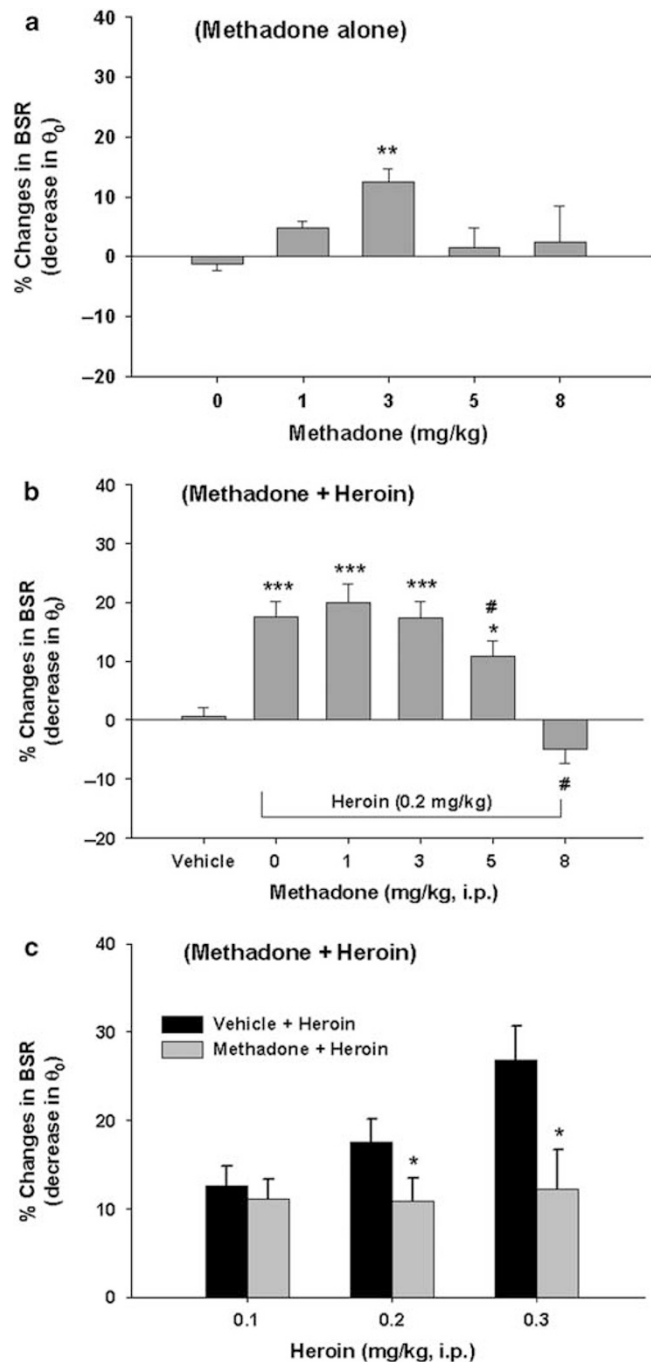 a
(Methadone alone)
% Changes in BSR
(decrease in θ0)
40
30
20
10
0
−10
−20
**
0 1 3 5 8
Methadone (mg/kg)
b
(Methadone + Heroin)
% Changes in BSR
(decrease in θ0)
40
30
20
10
0
−10
−20
*** *** *** # *
#
Heroin (0.2 mg/kg)
Vehicle 0 1 3 5 8
Methadone (mg/kg, i.p.)
c
(Methadone + Heroin)
% Changes in BSR
(decrease in θ0)
40
30
20
10
0
Vehicle + Heroin
Methadone + Heroin
* *
0.1 0.2 0.3
Heroin (mg/kg, i.p.)